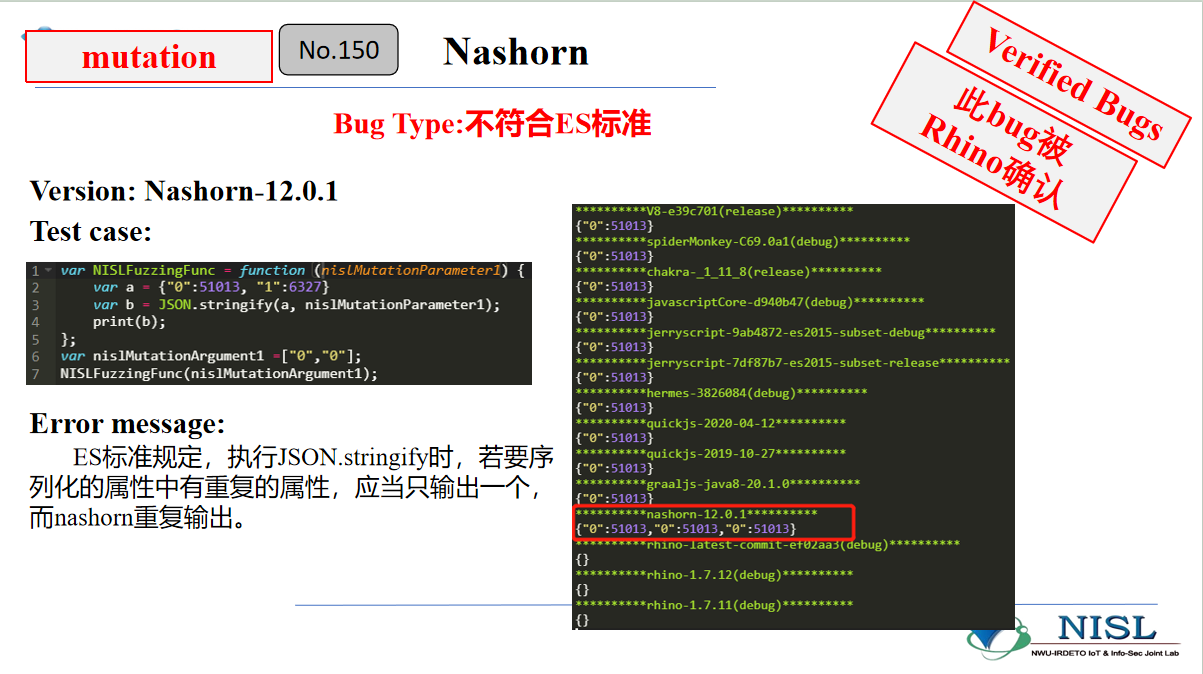 mutation
No.150
Nashorn
Verified Bugs
此bug被
Rhino确认
Bug Type:不符合ES标准
Version: Nashorn-12.0.1
Test case:
1 var NISLFuzzingFunc = function (nislMutationParameter1) {
2 var a = {"0":51013, "1":6327}
3 var b = JSON.stringify(a, nislMutationParameter1);
4 print(b);
5 };
6 var nislMutationArgument1 =["0","0"];
7 NISLFuzzingFunc(nislMutationArgument1);
Error message:
ES标准规定，执行JSON.stringify时，若要序
列化的属性中有重复的属性，应当只输出一个，
而nashorn重复输出。
**********V8-e39c701(release)**********
{"0":51013}
**********spiderMonkey-C69.0a1(debug)**********
{"0":51013}
**********chakra-_1_11_8(release)**********
{"0":51013}
**********javascriptCore-d940b47(debug)**********
{"0":51013}
**********jerryscript-9ab4872-es2015-subset-debug**********
{"0":51013}
**********jerryscript-7df87b7-es2015-subset-release**********
{"0":51013}
**********hermes-3826084(debug)**********
{"0":51013}
**********quickjs-2020-04-12**********
{"0":51013}
**********quickjs-2019-10-27**********
{"0":51013}
**********graaljs-java8-20.1.0**********
{"0":51013}
**********nashorn-12.0.1**********
{"0":51013,"0":51013,"0":51013}
**********rhino-latest-commit-ef02aa3(debug)**********
{}
**********rhino-1.7.12(debug)**********
{}
**********rhino-1.7.11(debug)**********
{}
NISL
NWU-IRDETO IoT & Info-Sec Joint Lab